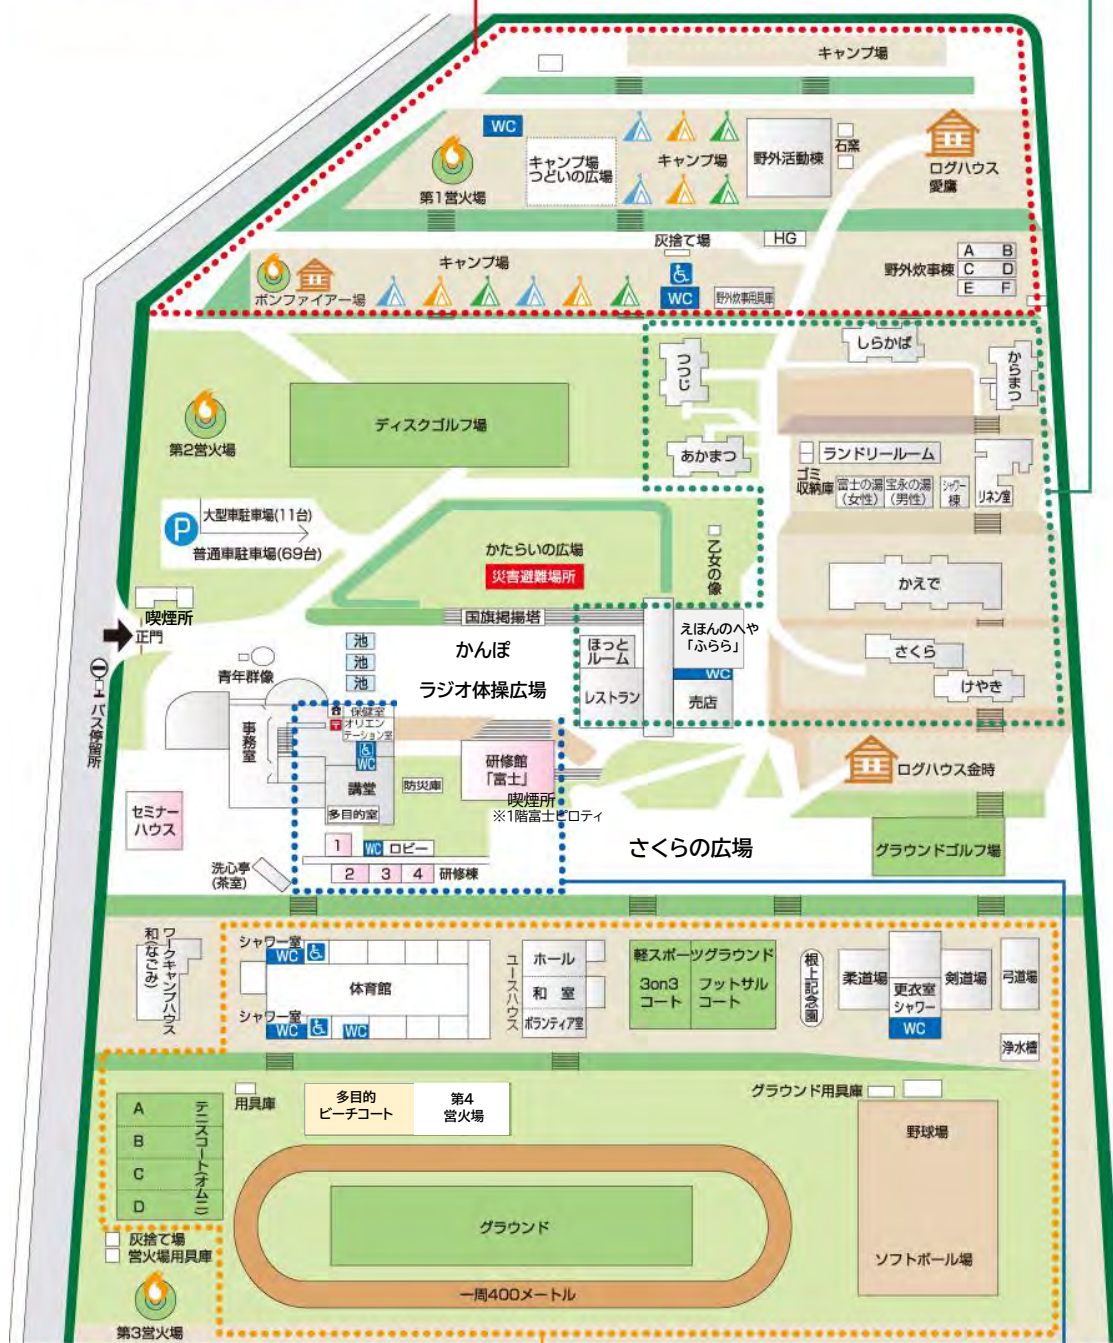 キャンプ場
WC
キャンプ場
つどいの広場
キャンプ場
野外活動棟
石窯
ログハウス
愛鷹
第1営火場
灰捨て場
HG
キャンプ場
ボンファイアー場
WC
野外炊事用具庫
野外炊事棟
A B
C D
E F
つつじ
しらかば
からまつ
ディスクゴルフ場
第2営火場
あかまつ
ゴミ
収納庫
ランドリールーム
富士の湯
(女性)
宝永の湯
(男性)
シャワー
棟
リネン室
P
大型車駐車場(11台)
普通車駐車場(69台)
かたらいの広場
災害避難場所
乙女の像
かえで
喫煙所
正門
国旗掲揚塔
池
池
池
かんぽ
ラジオ体操広場
ほっと
ルーム
えほんのへや
「ふらら」
WC
レストラン
売店
さくら
けやき
青年群像
バス停留所
事務室
保健室
オリエン
テーション室
WC
講堂
防災庫
多目的室
研修館
「富士」
喫煙所
※1階富士ピロティ
ログハウス金時
セミナー
ハウス
1
WC
ロビー
2
3
4
研修棟
洗心亭
(茶室)
さくらの広場
グラウンドゴルフ場
ワークキャンプハウス
和(なごみ)
シャワー室
WC
体育館
シャワー室
WC
WC
ユースハウス
ホール
和 室
ボランティア室
軽スポーツグラウンド
3on3
コート
フットサル
コート
根上記念園
柔道場
更衣室
シャワー
WC
剣道場
弓道場
浄水槽
A
B
C
D
テニスコート(オムニ)
用具庫
多目的
ビーチコート
第4
営火場
グラウンド用具庫
野球場
ソフトボール場
グラウンド
一周400メートル
灰捨て場
営火場用具庫
第3営火場